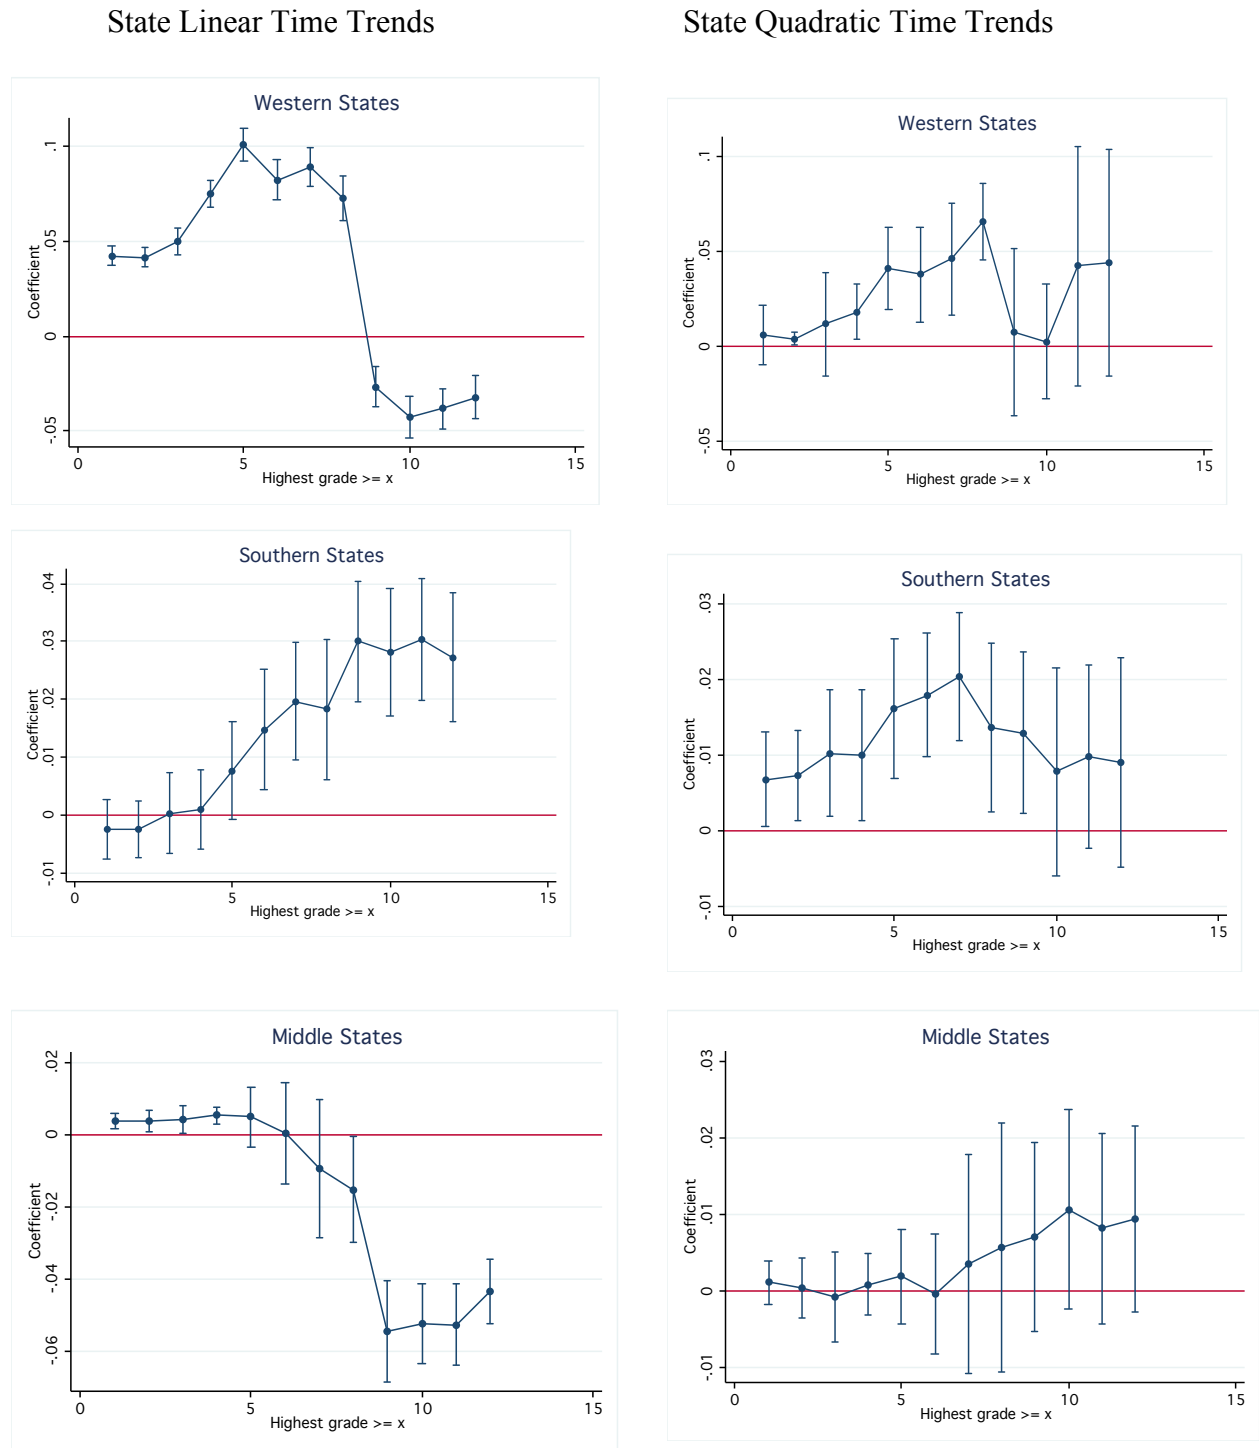 State Linear Time Trends
State Quadratic Time Trends
Western States
Coefficient
.1
.05
0
-.05
0 5 10 15
Highest grade >= x
Western States
Coefficient
.1
.05
0
-.05
0 5 10 15
Highest grade >= x
Southern States
Coefficient
.04
.03
.02
.01
0
-.01
0 5 10 15
Highest grade >= x
Southern States
Coefficient
.03
.02
.01
0
-.01
0 5 10 15
Highest grade >= x
Middle States
Coefficient
.02
0
-.02
-.04
-.06
0 5 10 15
Highest grade >= x
Middle States
Coefficient
.03
.02
.01
0
-.01
0 5 10 15
Highest grade >= x